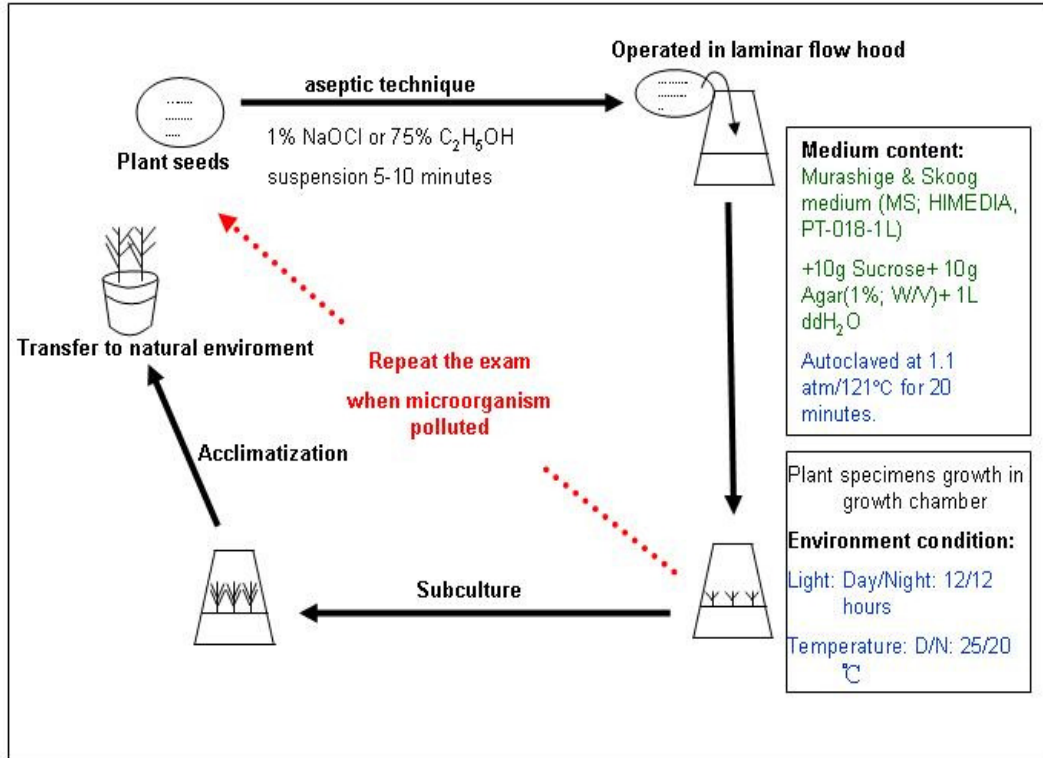 Operated in laminar flow hood
aseptic technique
1% NaOCl or 75% C₂H₅OH
suspension 5-10 minutes
Plant seeds
Medium content:
Murashige & Skoog
medium (MS; HIMEDIA,
PT-018-1L)
+10g Sucrose+ 10g
Agar(1%; W/V)+ 1L
ddH₂O
Autoclaved at 1.1
atm/121°C for 20
minutes.
Transfer to natural enviroment
Repeat the exam
when microorganism
polluted
Acclimatization
Plant specimens growth in
growth chamber
Environment condition:
Light: Day/Night: 12/12
hours
Temperature: D/N: 25/20
℃
Subculture